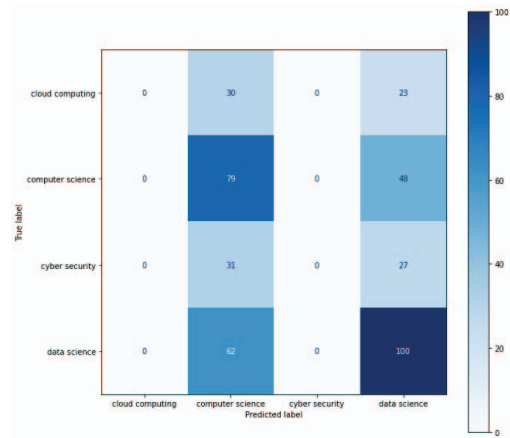 100
80
60
40
20
0
True label
cloud computing 0 30 0 23
computer science 0 79 0 48
cyber security 0 31 0 27
data science 0 62 0 100
cloud computing computer science cyber security data science
Predicted label